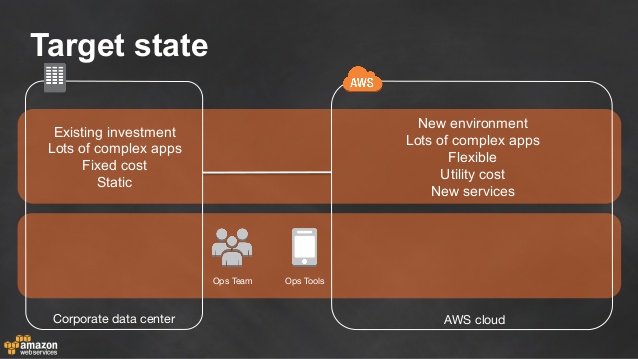 Target state
AWS
Existing investment
Lots of complex apps
Fixed cost
Static
New environment
Lots of complex apps
Flexible
Utility cost
New services
Ops Team
Ops Tools
Corporate data center
AWS cloud
amazon
webservices